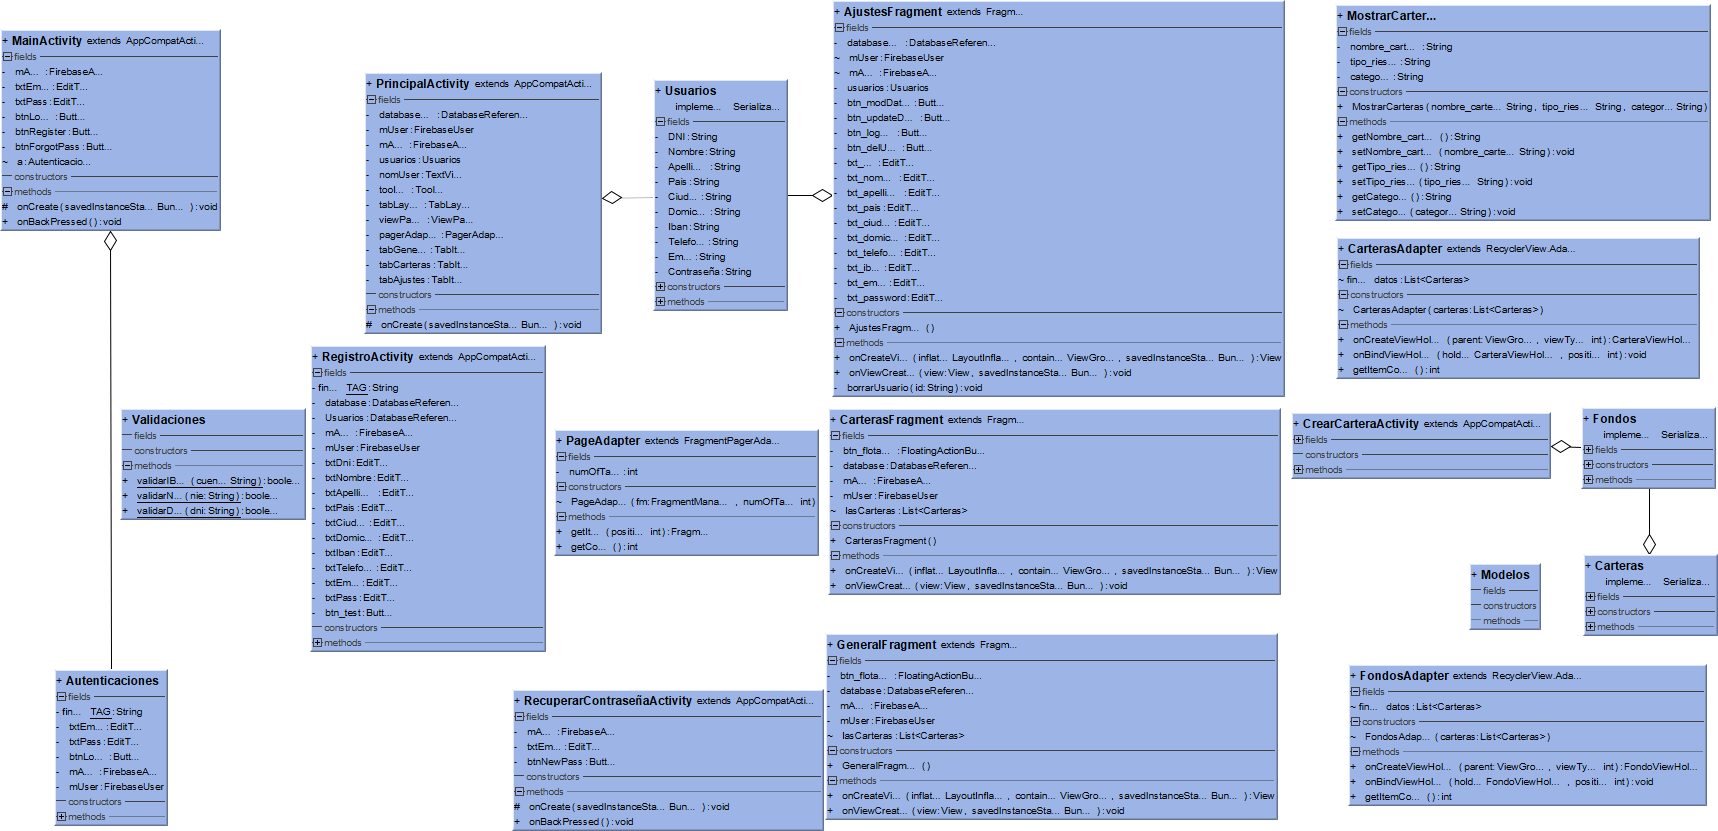 + MainActivity extends AppCompatActi...
fields
- mA... : FirebaseA...
- txtEm... : EditT...
- txtPass : EditT...
- btnLo... : Butt...
- btnRegister : Butt...
- btnForgotPass : Butt...
~ a : Autenticacio...
constructors
methods
# onCreate ( savedInstanceSta... Bun... ) : void
+ onBackPressed ( ) : void
+ PrincipalActivity extends AppCompatActi...
fields
- database... : DatabaseReferen...
- mUser : FirebaseUser
- mA... : FirebaseA...
- usuarios : Usuarios
- nomUser : TextVi...
- tool... : Tool...
- tabLay... : TabLay...
- viewPa... : ViewPa...
- pagerAdap... : PagerAdap...
- tabGene... : TabIt...
- tabCarteras : TabIt...
- tabAjustes : TabIt...
constructors
methods
# onCreate ( savedInstanceSta... Bun... ) : void
+ Usuarios
impleme... Serializa...
fields
- DNI : String
- Nombre : String
- Apelli... : String
- Pais : String
- Ciud... : String
- Domic... : String
- Iban : String
- Telefo... : String
- Em... : String
- Contraseña : String
constructors
methods
+ AjustesFragment extends Fragm...
fields
- database... : DatabaseReferen...
~ mUser : FirebaseUser
~ mA... : FirebaseA...
- usuarios : Usuarios
- btn_modDat... : Butt...
- btn_updateD... : Butt...
- btn_log... : Butt...
- btn_delU... : Butt...
- txt_... : EditT...
- txt_nom... : EditT...
- txt_apelli... : EditT...
- txt_pais : EditT...
- txt_ciud... : EditT...
- txt_domic... : EditT...
- txt_telefo... : EditT...
- txt_ib... : EditT...
- txt_em... : EditT...
- txt_password : EditT...
constructors
+ AjustesFragm... ( )
methods
+ onCreateVi... ( inflat... LayoutInfla... , contain... ViewGro... , savedInstanceSta... Bun... ) : View
+ onViewCreat... ( view : View , savedInstanceSta... Bun... ) : void
- borrarUsuario ( id : String ) : void
+ MostrarCarter...
fields
- nombre_cart... : String
- tipo_ries... : String
- catego... : String
constructors
+ MostrarCarteras ( nombre_carte... String , tipo_ries... String , categor... String )
methods
+ getNombre_cart... ( ) : String
+ setNombre_cart... ( nombre_carte... String ) : void
+ getTipo_ries... ( ) : String
+ setTipo_ries... ( tipo_ries... String ) : void
+ getCatego... ( ) : String
+ setCatego... ( categor... String ) : void
+ CarterasAdapter extends RecyclerView.Ada...
fields
~ fin... datos : List<Carteras>
constructors
~ CarterasAdapter ( carteras : List<Carteras> )
methods
+ onCreateViewHol... ( parent : ViewGro... , viewTy... int ) : CarteraViewHol...
+ onBindViewHol... ( hold... CarteraViewHol... , positi... int ) : void
+ getItemCo... ( ) : int
+ RegistroActivity extends AppCompatActi...
fields
- fin... TAG : String
- database : DatabaseReferen...
- Usuarios : DatabaseReferen...
- mA... : FirebaseA...
- mUser : FirebaseUser
- txtDni : EditT...
- txtNombre : EditT...
- txtApelli... : EditT...
- txtPais : EditT...
- txtCiud... : EditT...
- txtDomic... : EditT...
- txtIban : EditT...
- txtTelefo... : EditT...
- txtEm... : EditT...
- txtPass : EditT...
- btn_test : Butt...
constructors
methods
+ Validaciones
fields
constructors
methods
+ validarIB... ( cuen... String ) : boole...
+ validarN... ( nie : String ) : boole...
+ validarD... ( dni : String ) : boole...
+ PageAdapter extends FragmentPagerAda...
fields
- numOfTa... : int
constructors
~ PageAdap... ( fm : FragmentMana... , numOfTa... int )
methods
+ getIt... ( positi... int ) : Fragm...
+ getCo... ( ) : int
+ CarterasFragment extends Fragm...
fields
- btn_flota... : FloatingActionBu...
- database : DatabaseReferen...
- mA... : FirebaseA...
- mUser : FirebaseUser
~ lasCarteras : List<Carteras>
constructors
+ CarterasFragment ( )
methods
+ onCreateVi... ( inflat... LayoutInfla... , contain... ViewGro... , savedInstanceSta... Bun... ) : View
+ onViewCreat... ( view : View , savedInstanceSta... Bun... ) : void
+ CrearCarteraActivity extends AppCompatActi...
fields
constructors
methods
+ Fondos
impleme... Serializa...
fields
constructors
methods
+ Modelos
fields
constructors
methods
+ Carteras
impleme... Serializa...
fields
constructors
methods
+ Autenticaciones
fields
- fin... TAG : String
- txtEm... : EditT...
- txtPass : EditT...
- btnLo... : Butt...
- mA... : FirebaseA...
- mUser : FirebaseUser
constructors
methods
+ RecuperarContraseñaActivity extends AppCompatActi...
fields
- mA... : FirebaseA...
- txtEm... : EditT...
- btnNewPass : Butt...
constructors
methods
# onCreate ( savedInstanceSta... Bun... ) : void
+ onBackPressed ( ) : void
+ GeneralFragment extends Fragm...
fields
- btn_flota... : FloatingActionBu...
- database : DatabaseReferen...
- mA... : FirebaseA...
- mUser : FirebaseUser
~ lasCarteras : List<Carteras>
constructors
+ GeneralFragm... ( )
methods
+ onCreateVi... ( inflat... LayoutInfla... , contain... ViewGro... , savedInstanceSta... Bun... ) : View
+ onViewCreat... ( view : View , savedInstanceSta... Bun... ) : void
+ FondosAdapter extends RecyclerView.Ada...
fields
~ fin... datos : List<Carteras>
constructors
~ FondosAdap... ( carteras : List<Carteras> )
methods
+ onCreateViewHol... ( parent : ViewGro... , viewTy... int ) : FondoViewHol...
+ onBindViewHol... ( hold... FondoViewHol... , positi... int ) : void
+ getItemCo... ( ) : int